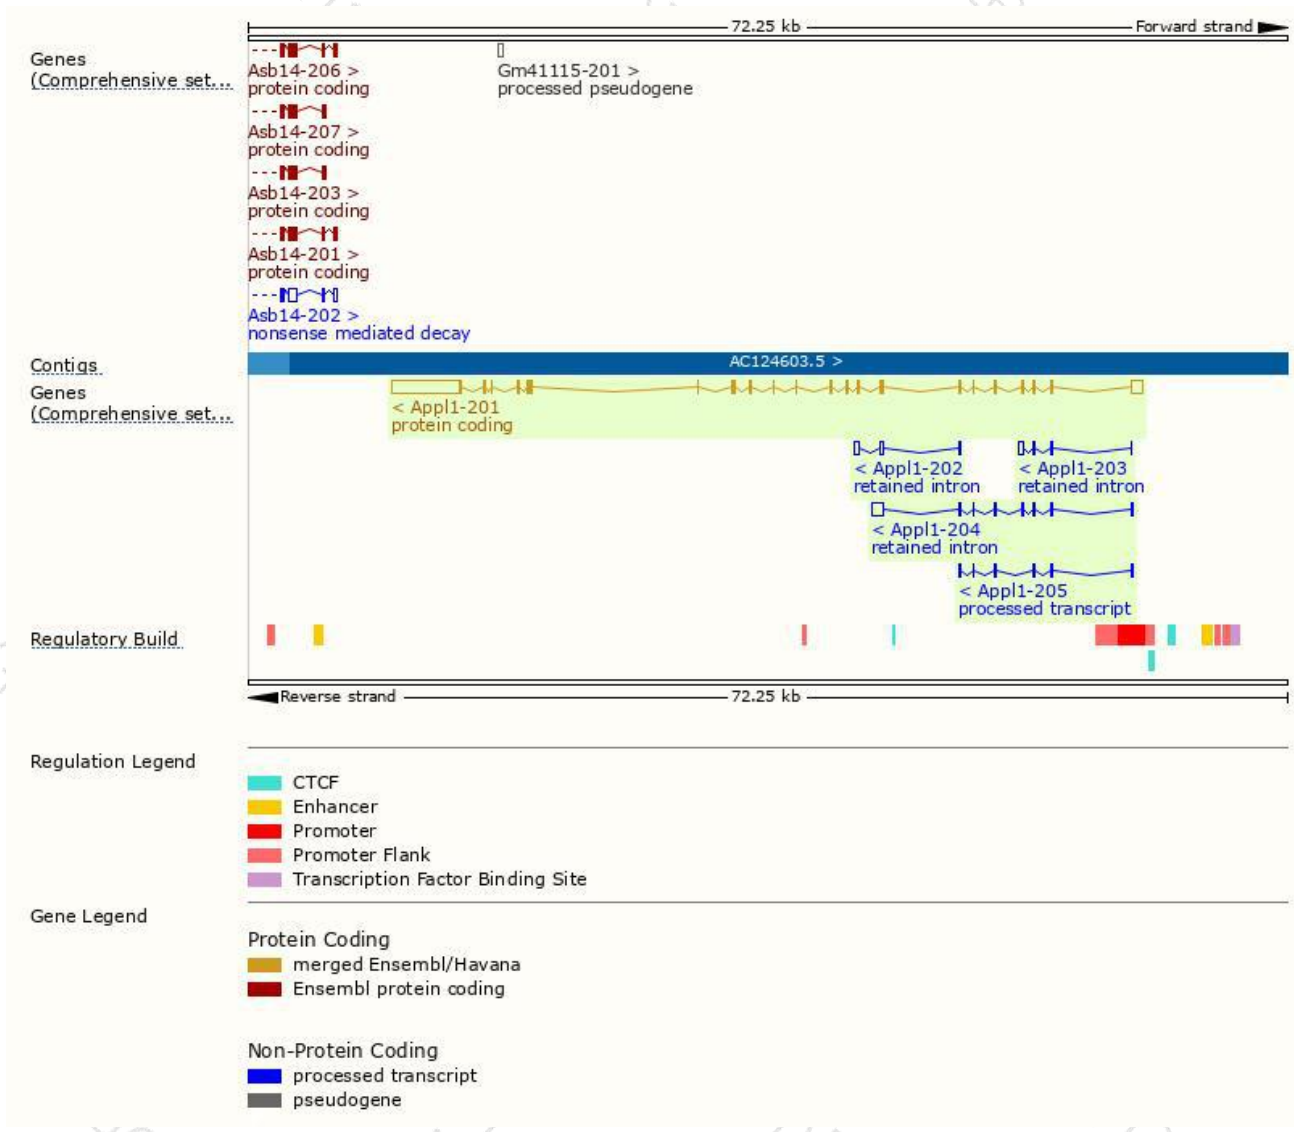 72.25 kb
Forward strand
Genes
(Comprehensive set...
Asb14-206 >
protein coding
Gm41115-201 >
processed pseudogene
Asb14-207 >
protein coding
Asb14-203 >
protein coding
Asb14-201 >
protein coding
Asb14-202 >
nonsense mediated decay
Contigs
AC124603.5 >
Genes
(Comprehensive set...
< Appl1-201
protein coding
< Appl1-202
retained intron
< Appl1-203
retained intron
< Appl1-204
retained intron
< Appl1-205
processed transcript
Regulatory Build
Reverse strand
72.25 kb
Regulation Legend
CTCF
Enhancer
Promoter
Promoter Flank
Transcription Factor Binding Site
Gene Legend
Protein Coding
merged Ensembl/Havana
Ensembl protein coding
Non-Protein Coding
processed transcript
pseudogene